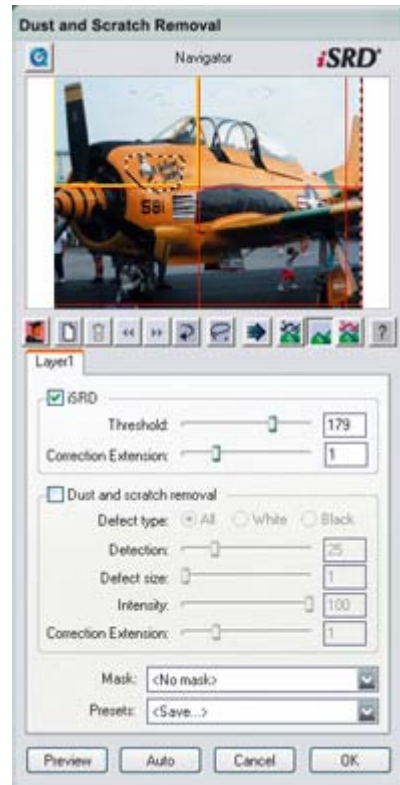 Dust and Scratch Removal
Navigator
iSRD
581
Layer1
iSRD
Threshold: 179
Correction Extension: 1
Dust and scratch removal
Defect type: All White Black
Detection: 25
Defect size: 1
Intensity: 100
Correction Extension: 1
Mask: <No mask>
Presets: <Save...>
Preview Auto Cancel OK